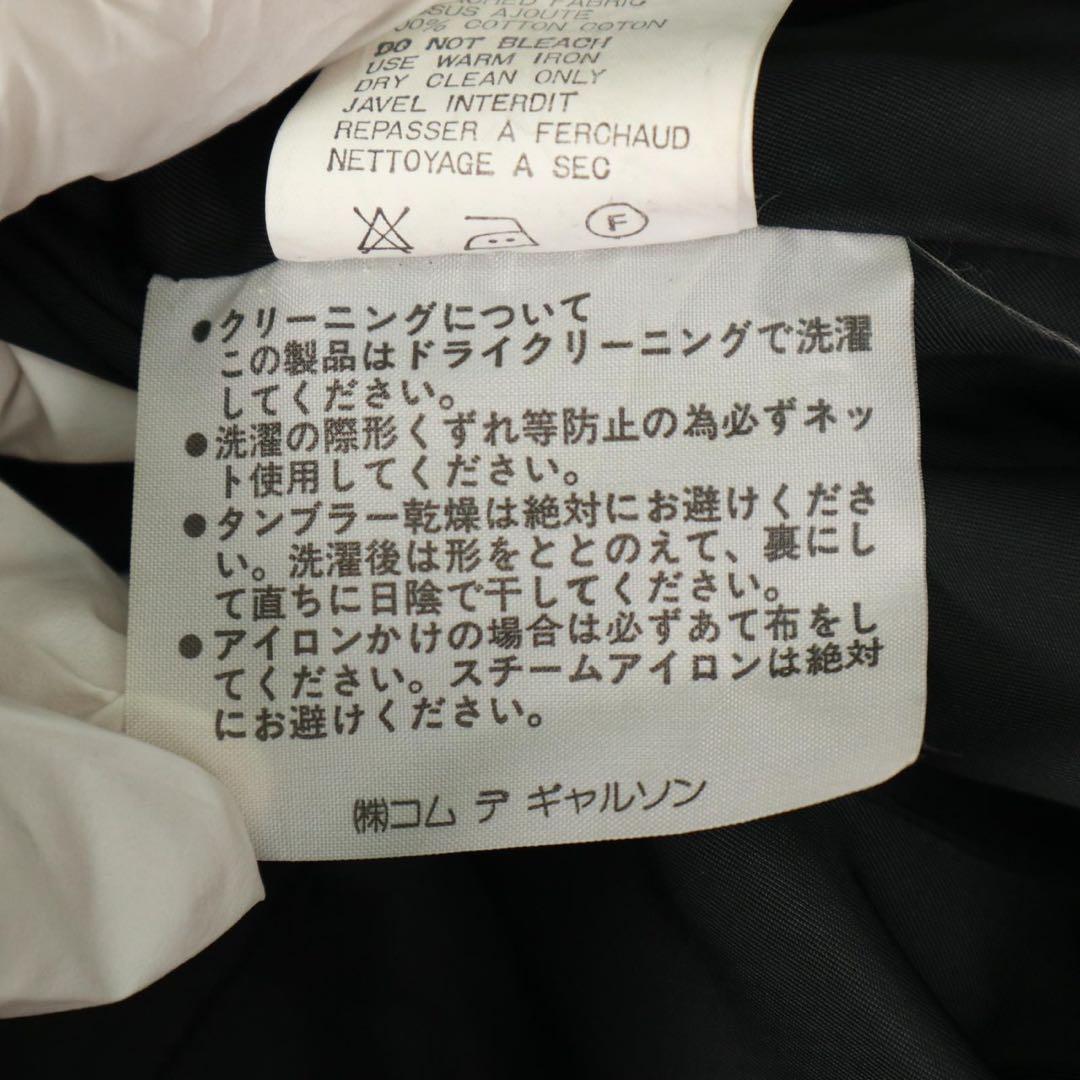 ATTACHED FABRIC
TISSUS AJOUTE
100% COTTON COTON
DO NOT BLEACH
USE WARM IRON
DRY CLEAN ONLY
JAVEL INTERDIT
REPASSER A FERCHAUD
NETTOYAGE A SEC
F
●クリーニングについて
この製品はドライクリーニングで洗濯
してください。
●洗濯の際形くずれ等防止の為必ずネッ
ト使用してください。
●タンブラー乾燥は絶対にお避けくださ
い。洗濯後は形をととのえて、裏にし
て直ちに日陰で干してください。
●アイロンかけの場合は必ずあて布をし
てください。スチームアイロンは絶対
にお避けください。
㈱コム デ ギャルソン